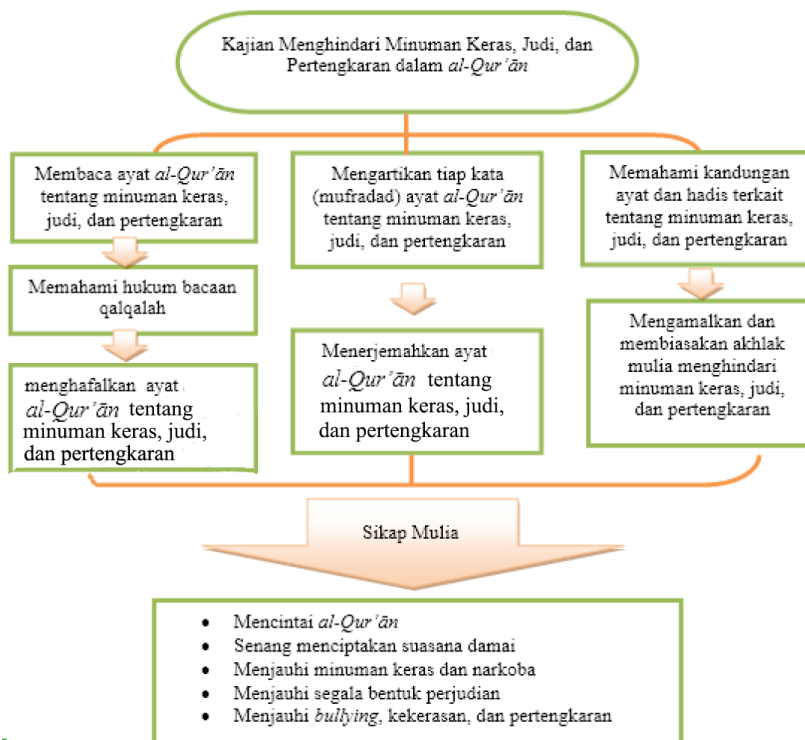 Kajian Menghindari Minuman Keras, Judi, dan
Pertengkaran dalam al-Qur’ān
Membaca ayat al-Qur’ān
tentang minuman keras,
judi, dan pertengkaran
Memahami hukum bacaan
qalqalah
menghafalkan ayat
al-Qur’ān tentang
minuman keras, judi,
dan pertengkaran
Mengartikan tiap kata
(mufradad) ayat al-Qur’ān
tentang minuman keras,
judi, dan pertengkaran
Menerjemahkan ayat
al-Qur’ān tentang
minuman keras, judi,
dan pertengkaran
Memahami kandungan
ayat dan hadis terkait
tentang minuman keras,
judi, dan pertengkaran
Mengamalkan dan
membiasakan akhlak
mulia menghindari
minuman keras, judi,
dan pertengkaran
Sikap Mulia
• Mencintai al-Qur’ān
• Senang menciptakan suasana damai
• Menjauhi minuman keras dan narkoba
• Menjauhi segala bentuk perjudian
• Menjauhi bullying, kekerasan, dan pertengkaran